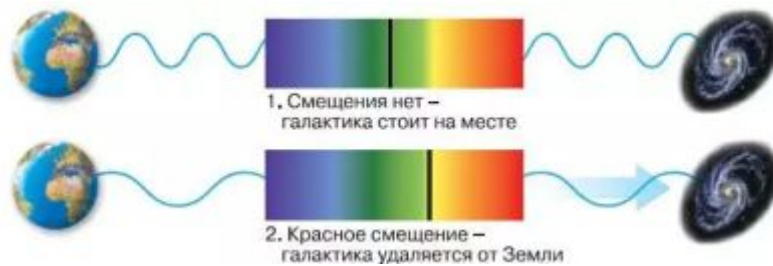 1. Смещения нет –
галактика стоит на месте
2. Красное смещение –
галактика удаляется от Земли